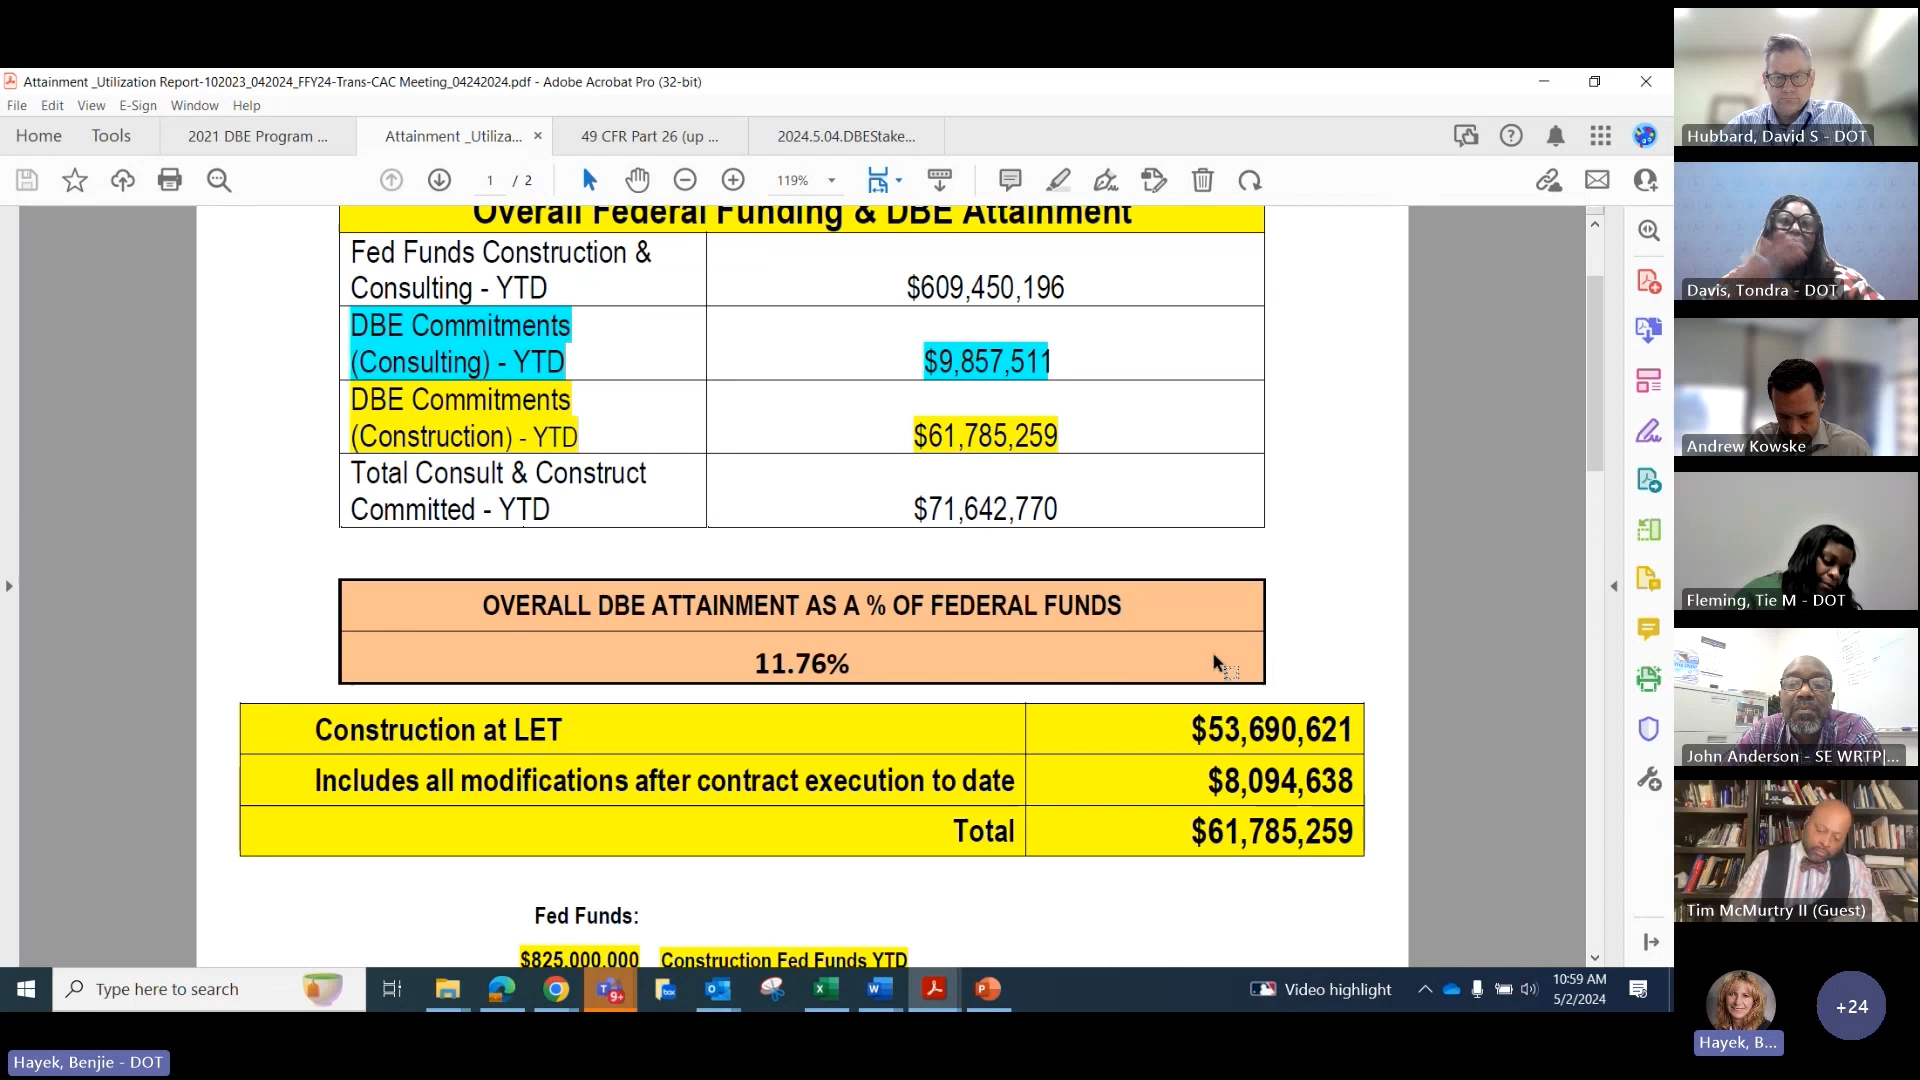 Attainment _Utilization Report-102023_042024_FFY24-Trans-CAC Meeting_04242024.pdf - Adobe Acrobat Pro (32-bit)
File Edit View Window E-Sign Help
Home Tools 2021 DBE Program ... Attainment _Utiliza... × 49 CFR Part 26 (up ... 2024.5.04.DBEStake...
1 / 2 119%
Overall Federal Funding & DBE Attainment
Fed Funds Construction &
Consulting - YTD $609,450,196
DBE Commitments
(Consulting) - YTD $9,857,511
DBE Commitments
(Construction) - YTD $61,785,259
Total Consult & Construct
Committed - YTD $71,642,770
OVERALL DBE ATTAINMENT AS A % OF FEDERAL FUNDS
11.76%
Construction at LET $53,690,621
Includes all modifications after contract execution to date $8,094,638
Total $61,785,259
Fed Funds:
$825,000,000 Construction Fed Funds YTD
Type here to search
9+
Video highlight
10:59 AM
5/2/2024
Hubbard, David S - DOT
Davis, Tondra - DOT
Andrew Kowske
Fleming, Tie M - DOT
John Anderson - SE WRTP|...
Tim McMurtry II (Guest)
Hayek, B...
+24
Hayek, Benjie - DOT